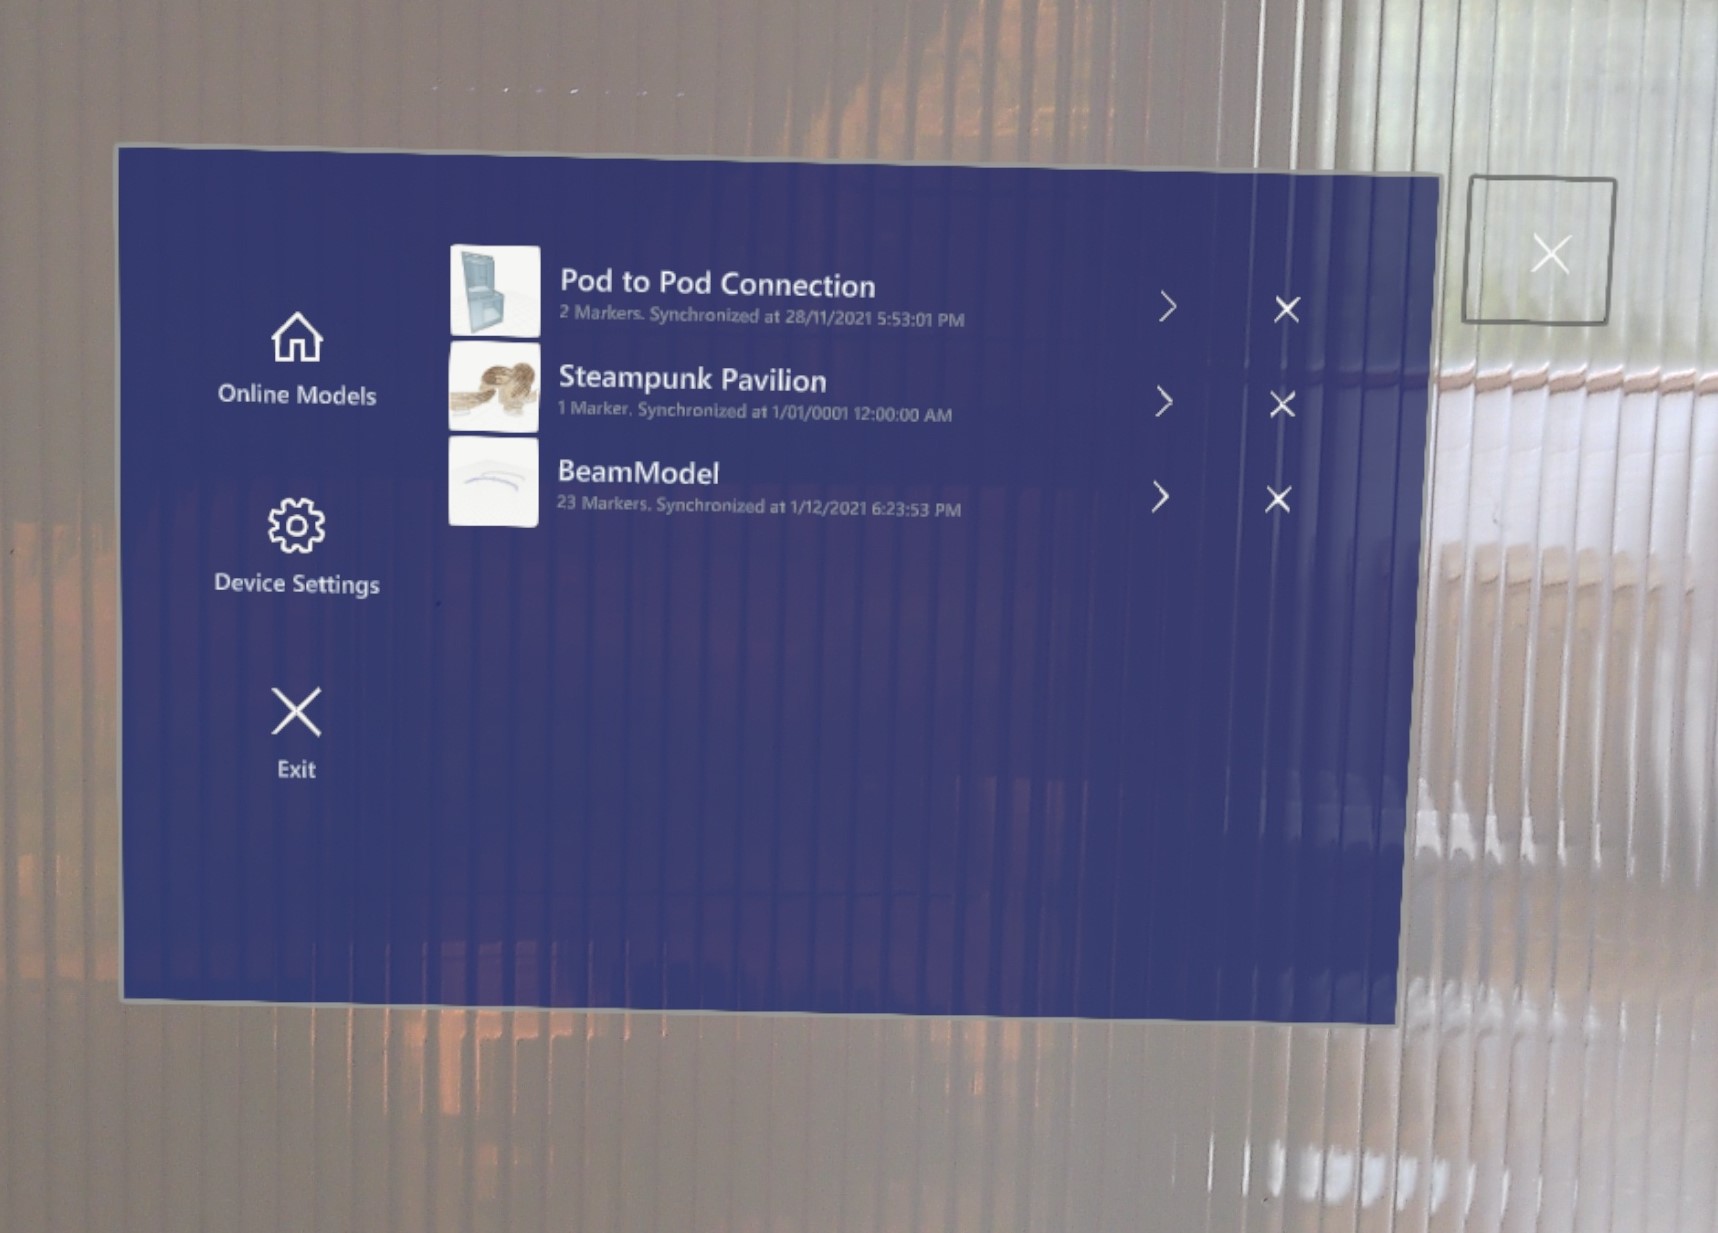 Online Models
Device Settings
Exit
Pod to Pod Connection
2 Markers. Synchronized at 28/11/2021 5:53:01 PM
Steampunk Pavilion
1 Marker. Synchronized at 1/01/0001 12:00:00 AM
BeamModel
23 Markers. Synchronized at 1/12/2021 6:23:53 PM